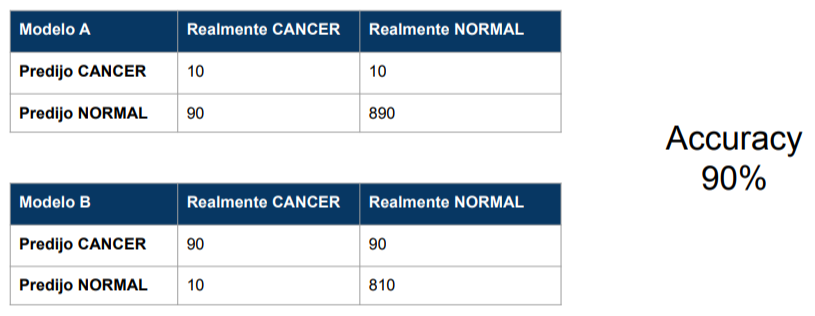 Modelo A Realmente CANCER Realmente NORMAL
Predijo CANCER 10 10
Predijo NORMAL 90 890
Accuracy
90%
Modelo B Realmente CANCER Realmente NORMAL
Predijo CANCER 90 90
Predijo NORMAL 10 810